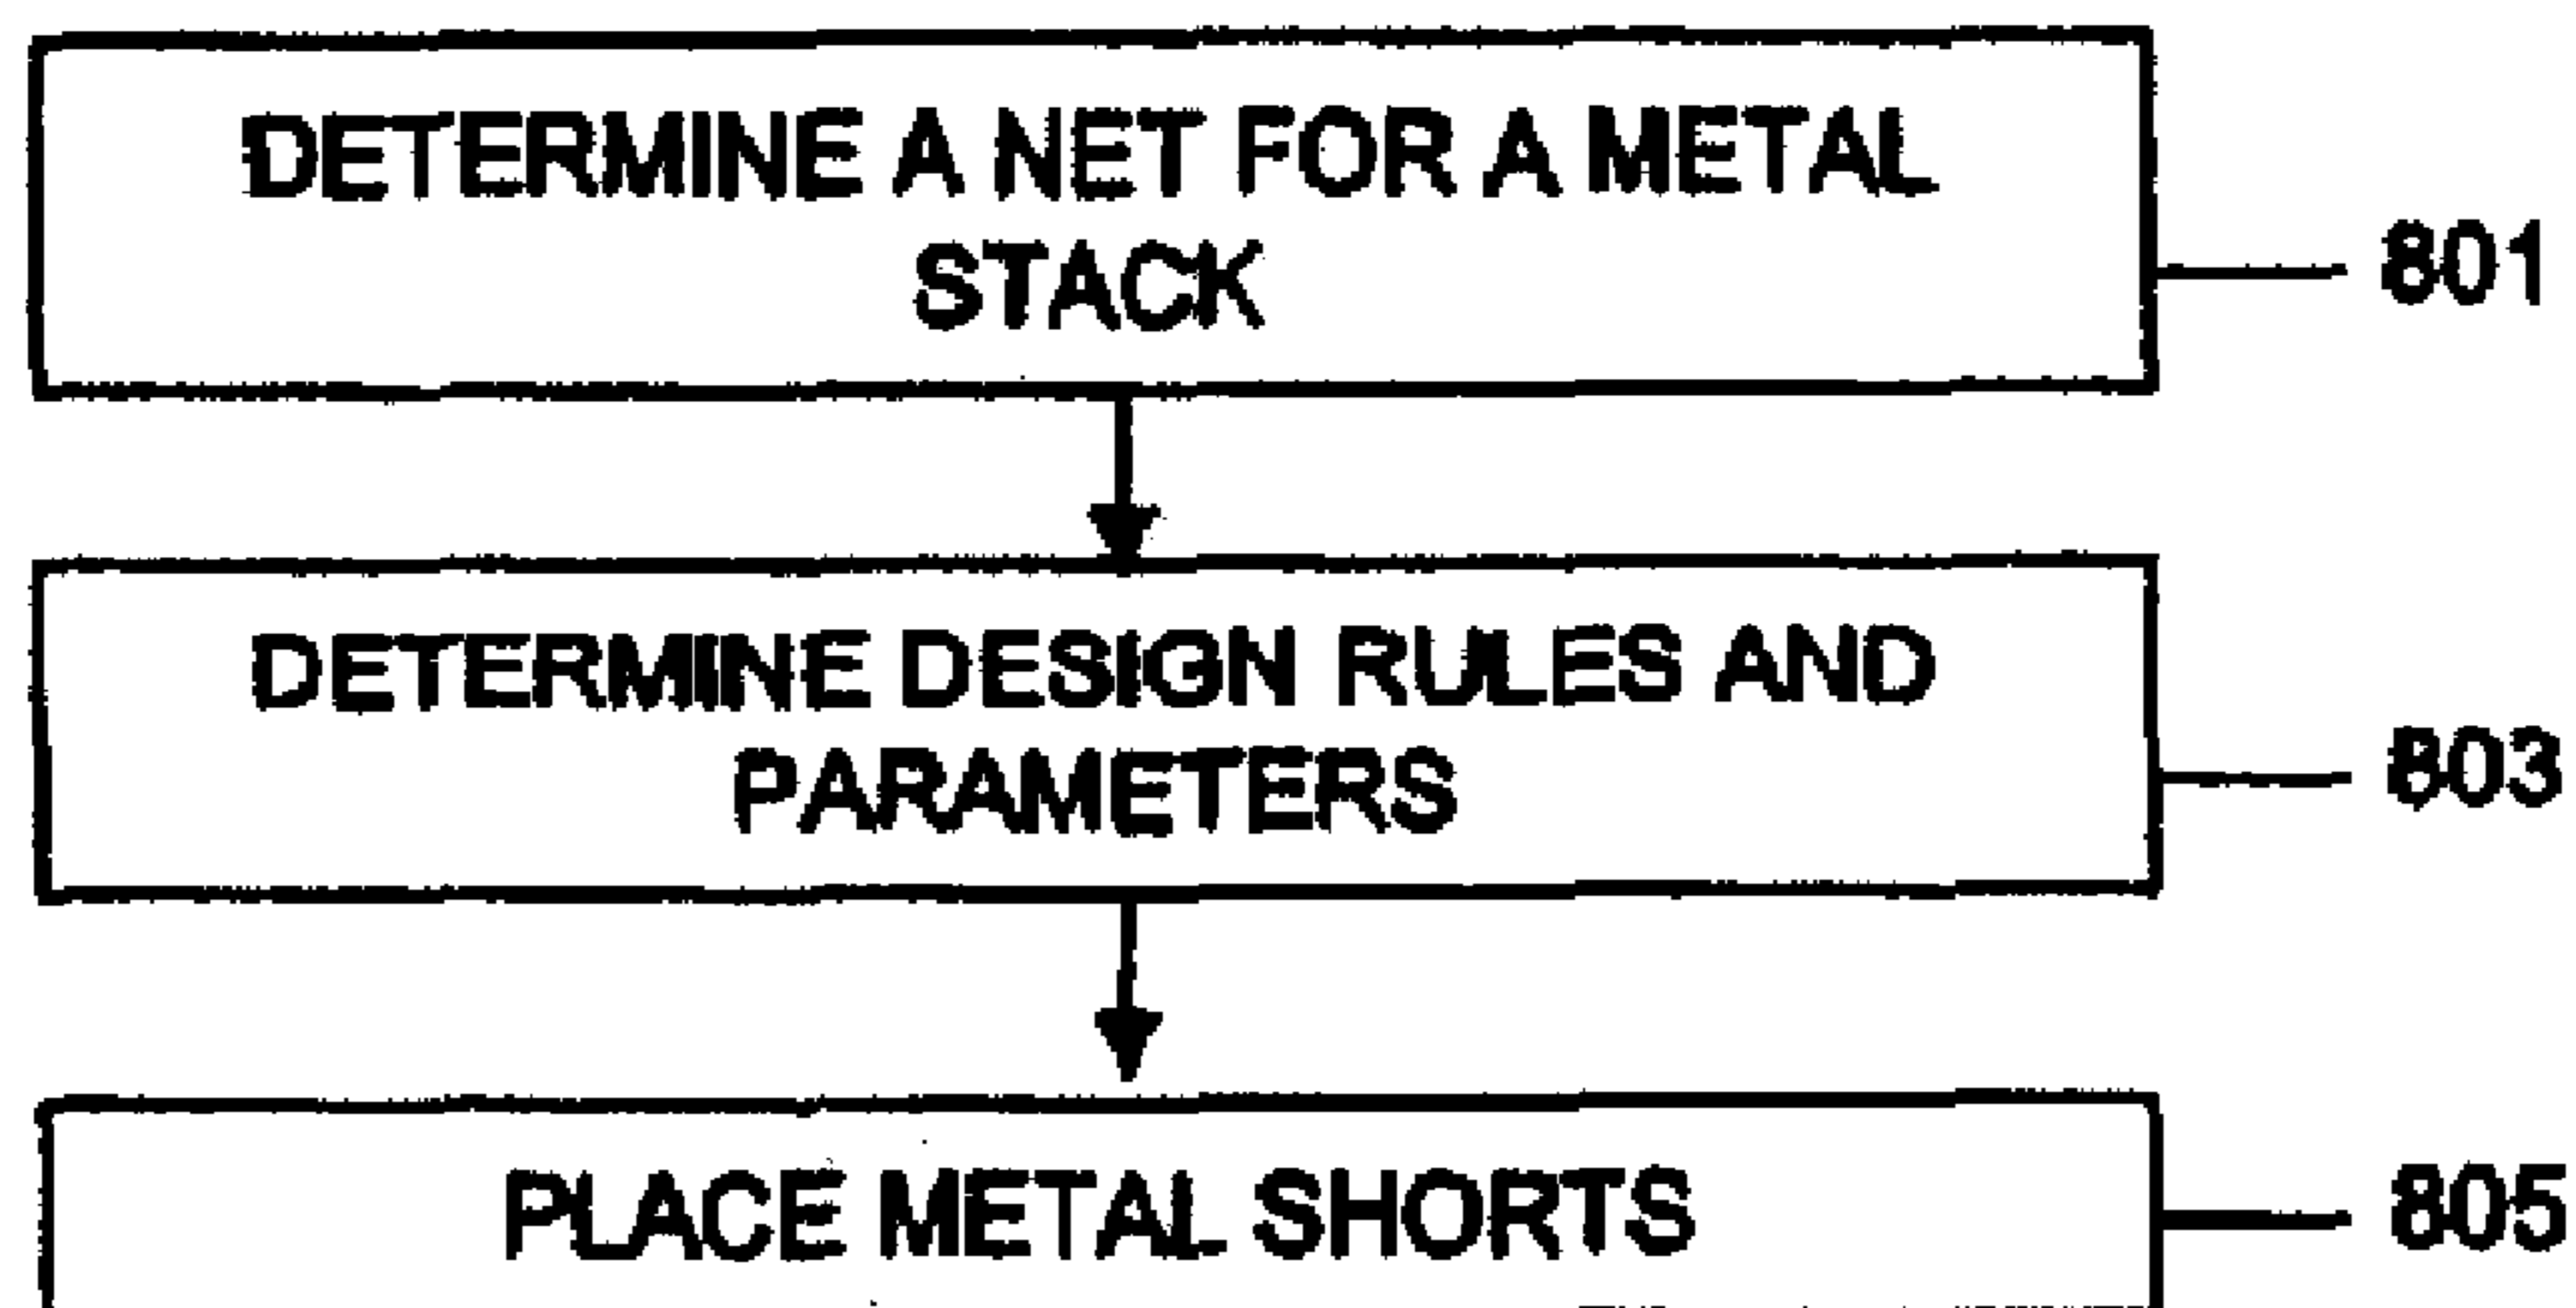 DETERMINE A NET FOR A METAL
STACK
801
DETERMINE DESIGN RULES AND
PARAMETERS
803
PLACE METAL SHORTS
805